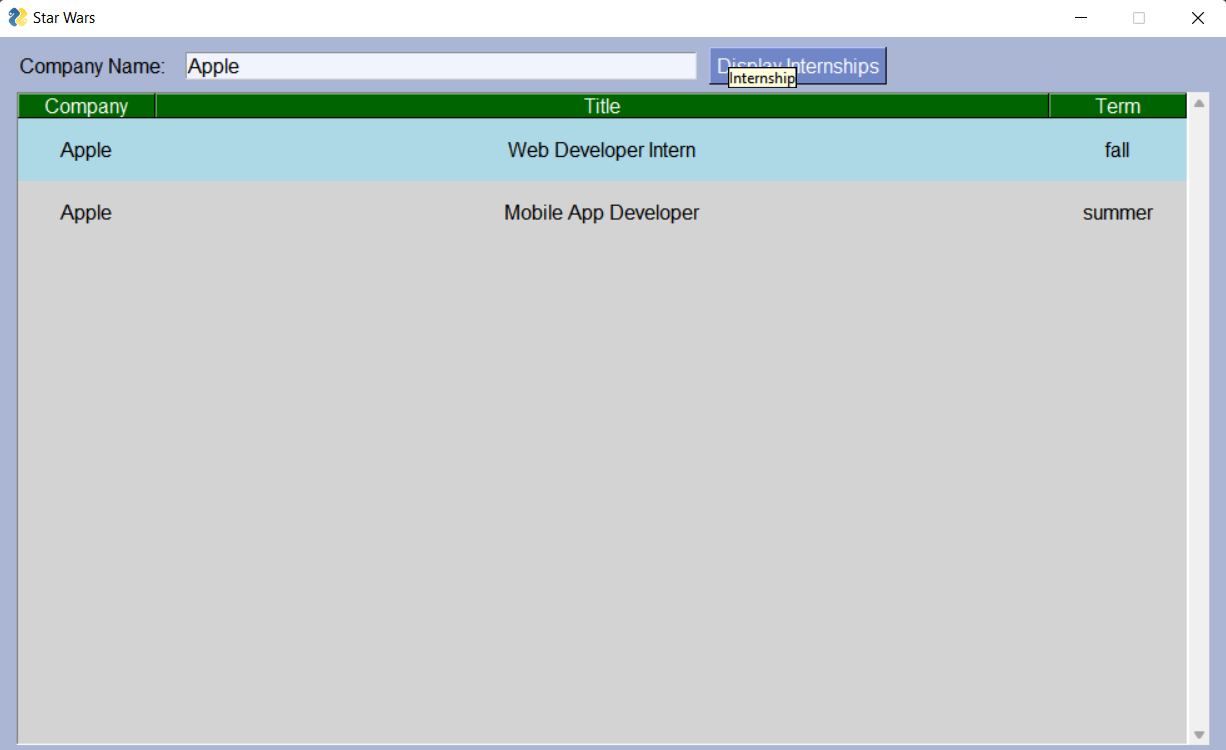 Star Wars
Company Name: Apple Display Internships
Internship
Company Title Term
Apple Web Developer Intern fall
Apple Mobile App Developer summer